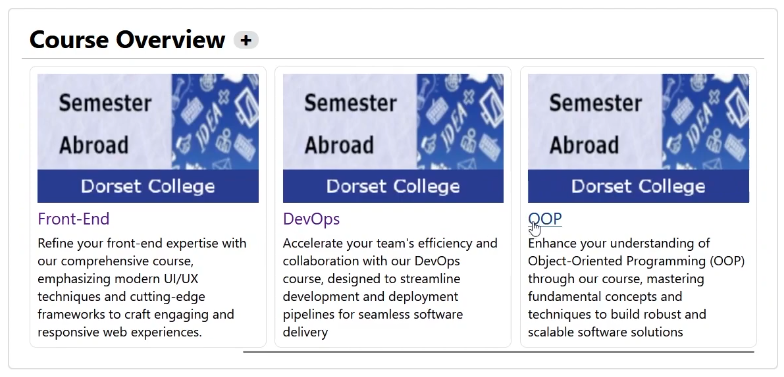 Course Overview +
Semester
Abroad
IDEA
Dorset College
Front-End
Refine your front-end expertise with
our comprehensive course,
emphasizing modern UI/UX
techniques and cutting-edge
frameworks to craft engaging and
responsive web experiences.
Semester
Abroad
IDEA
Dorset College
DevOps
Accelerate your team's efficiency and
collaboration with our DevOps
course, designed to streamline
development and deployment
pipelines for seamless software
delivery
Semester
Abroad
IDEA
Dorset College
OOP
Enhance your understanding of
Object-Oriented Programming (OOP)
through our course, mastering
fundamental concepts and
techniques to build robust and
scalable software solutions